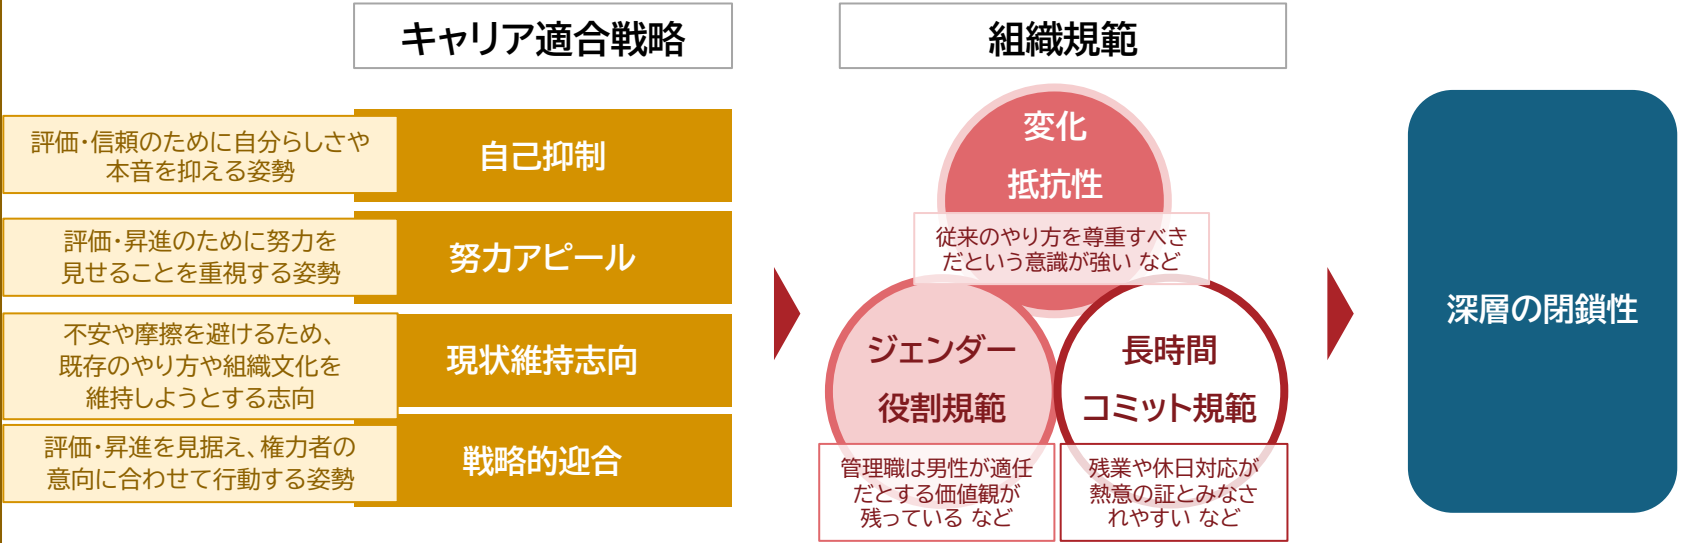 キャリア適合戦略
組織規範
評価・信頼のために自分らしさや
本音を抑える姿勢
自己抑制
評価・昇進のために努力を
見せることを重視する姿勢
努力アピール
不安や摩擦を避けるため、
既存のやり方や組織文化を
維持しようとする志向
現状維持志向
評価・昇進を見据え、権力者の
意向に合わせて行動する姿勢
戦略的迎合
変化
抵抗性
従来のやり方を尊重すべき
だという意識が強い など
ジェンダー
役割規範
管理職は男性が適任
だとする価値観が
残っている など
長時間
コミット規範
残業や休日対応が
熱意の証とみなさ
れやすい など
深層の閉鎖性